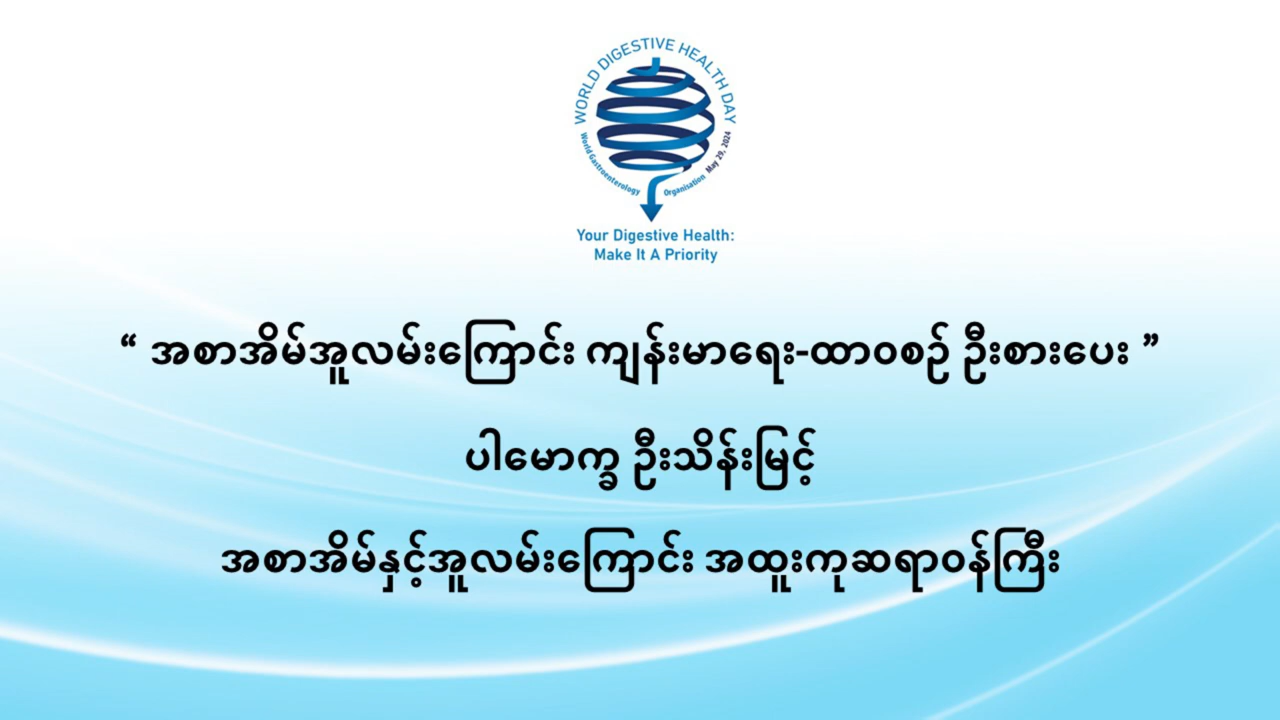 WORLD DIGESTIVE HEALTH DAY
World Gastroenterology Organisation May 29, 2024
Your Digestive Health:
Make It A Priority
“ အစာအိမ်အူလမ်းကြောင်း ကျန်းမာရေး-ထာဝစဉ် ဦးစားပေး ”
ပါမောက္ခ ဦးသိန်းမြင့်
အစာအိမ်နှင့်အူလမ်းကြောင်း အထူးကုဆရာဝန်ကြီး